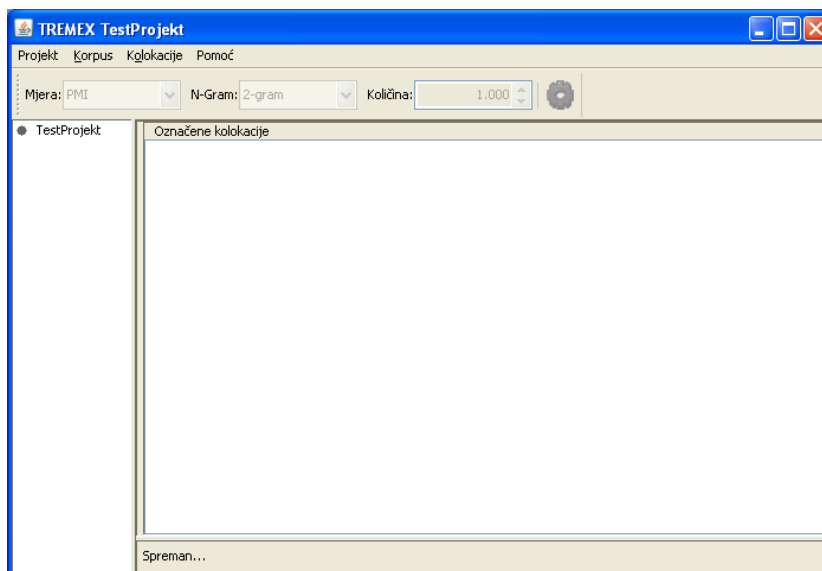 TREMEX TestProjekt
Projekt Korpus Kolokacije Pomoć
Mjera: PMI N-Gram: 2-gram Količina: 1.000
TestProjekt
Označene kolokacije
Spreman...